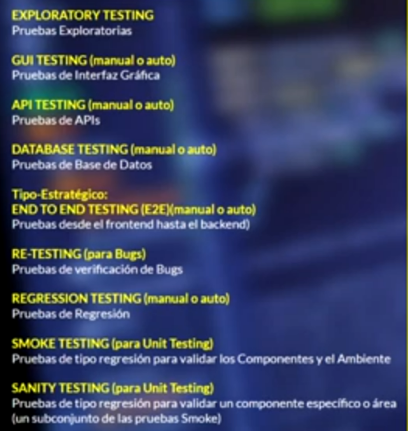 EXPLORATORY TESTING
Pruebas Exploratorias
GUI TESTING (manual o auto)
Pruebas de Interfaz Gráfica
API TESTING (manual o auto)
Pruebas de APIs
DATABASE TESTING (manual o auto)
Pruebas de Base de Datos
Tipo-Estratégico:
END TO END TESTING (E2E)(manual o auto)
Pruebas desde el frontend hasta el backend)
RE-TESTING (para Bugs)
Pruebas de verificación de Bugs
REGRESSION TESTING (manual o auto)
Pruebas de Regresión
SMOKE TESTING (para Unit Testing)
Pruebas de tipo regresión para validar los Componentes y el Ambiente
SANITY TESTING (para Unit Testing)
Pruebas de tipo regresión para validar un componente específico o área
(un subconjunto de las pruebas Smoke)